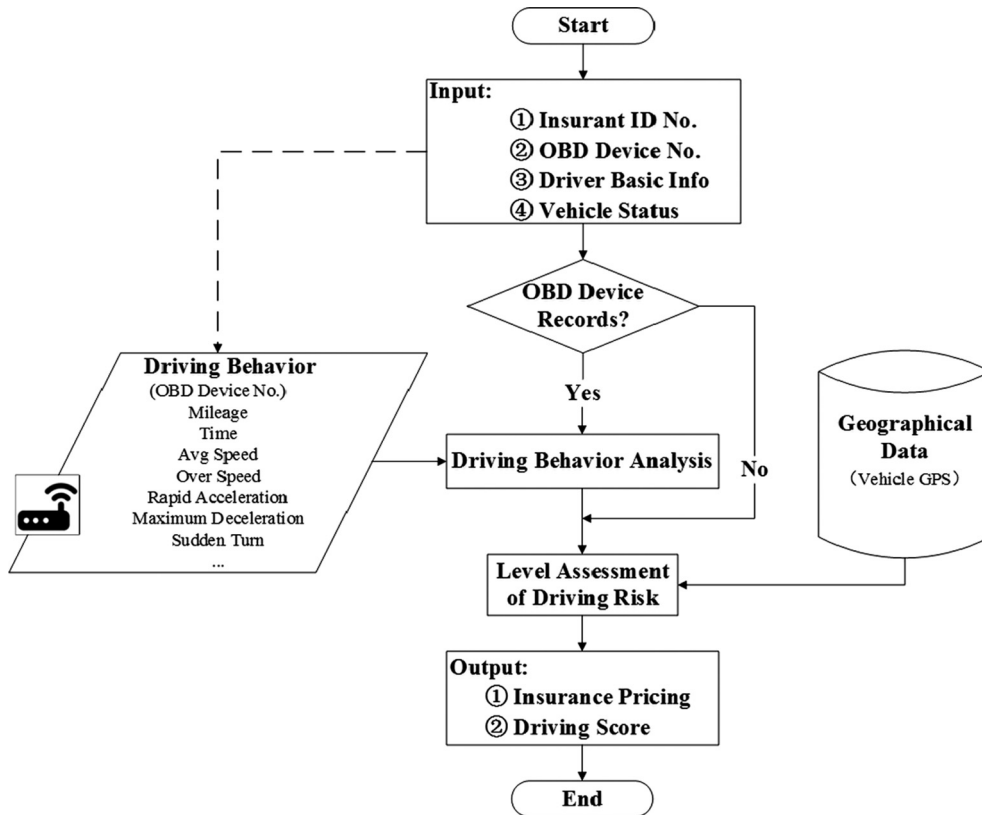 Start
Input:
① Insurant ID No.
② OBD Device No.
③ Driver Basic Info
④ Vehicle Status
OBD Device
Records?
Yes
No
Driving Behavior
(OBD Device No.)
Mileage
Time
Avg Speed
Over Speed
Rapid Acceleration
Maximum Deceleration
Sudden Turn
...
Driving Behavior Analysis
Geographical
Data
（Vehicle GPS）
Level Assessment
of Driving Risk
Output:
① Insurance Pricing
② Driving Score
End